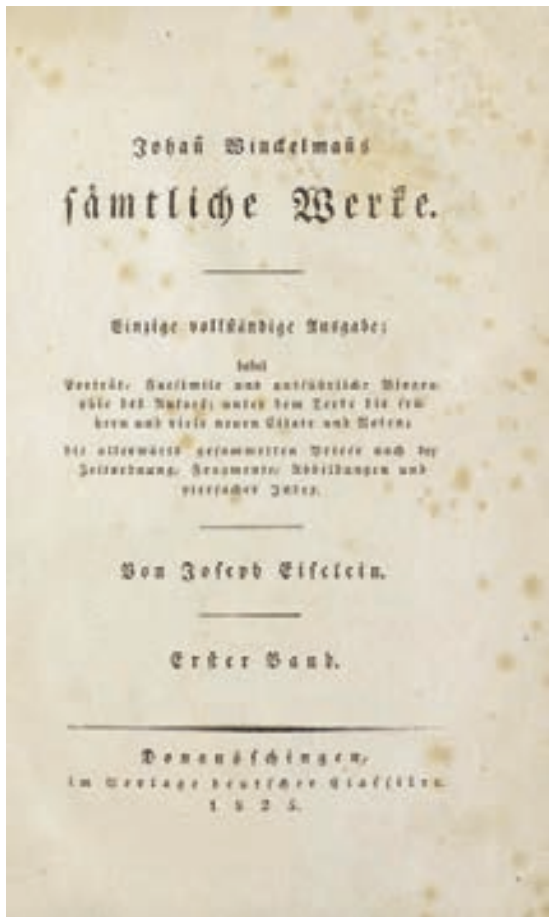 Johañ Winckelmañs
sämtliche Werke.
Einzige vollständige Ausgabe;
dabei
Porträt, Facsimile und ausführliche Biogra-
phie des Autors; unter dem Texte die frü-
hern und viele neuen Citate und Noten;
die allerwärts gesammelten Briefe nach der
Zeitordnung, Fragmente, Abbildungen und
vierfacher Index.
Von Joseph Eiselein.
Erster Band.
Donauöschingen,
im Verlage deutscher Classiker.
1825.